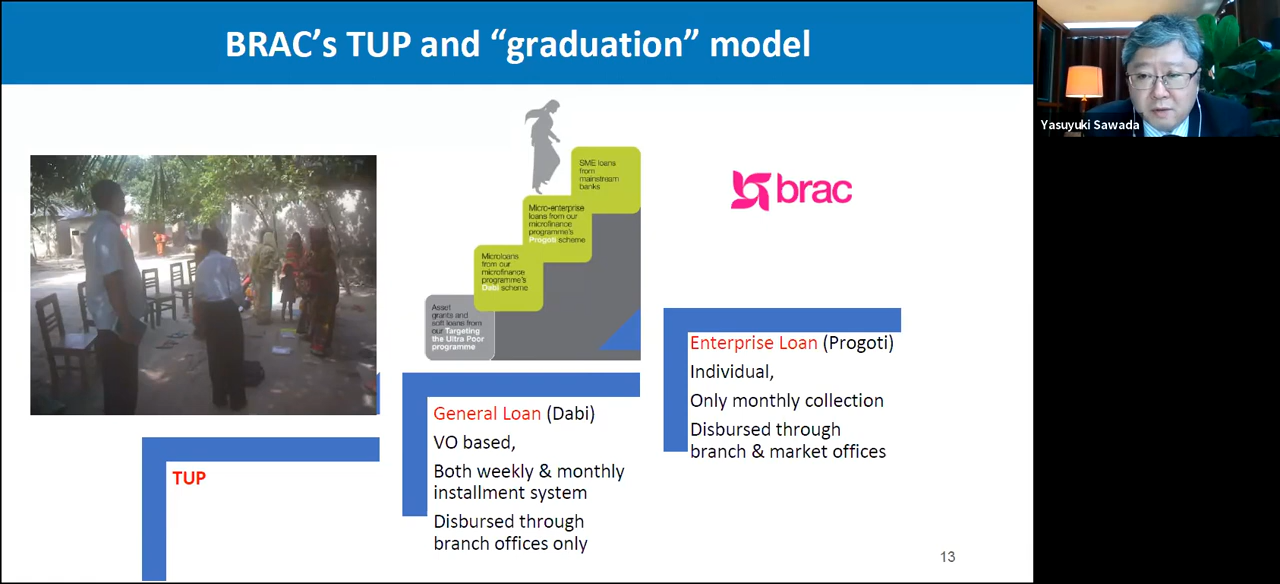 BRAC’s TUP and “graduation” model
Yasuyuki Sawada
SME loans
from
mainstream
banks
Micro-enterprise
loans from our
microfinance
programme's
Progoti scheme
Microloans
from our
microfinance
programme's
Dabi scheme
Asset
grants and
soft loans from
our Targeting
the Ultra Poor
programme
brac
TUP
General Loan (Dabi)
VO based,
Both weekly & monthly
installment system
Disbursed through
branch offices only
Enterprise Loan (Progoti)
Individual,
Only monthly collection
Disbursed through
branch & market offices
13